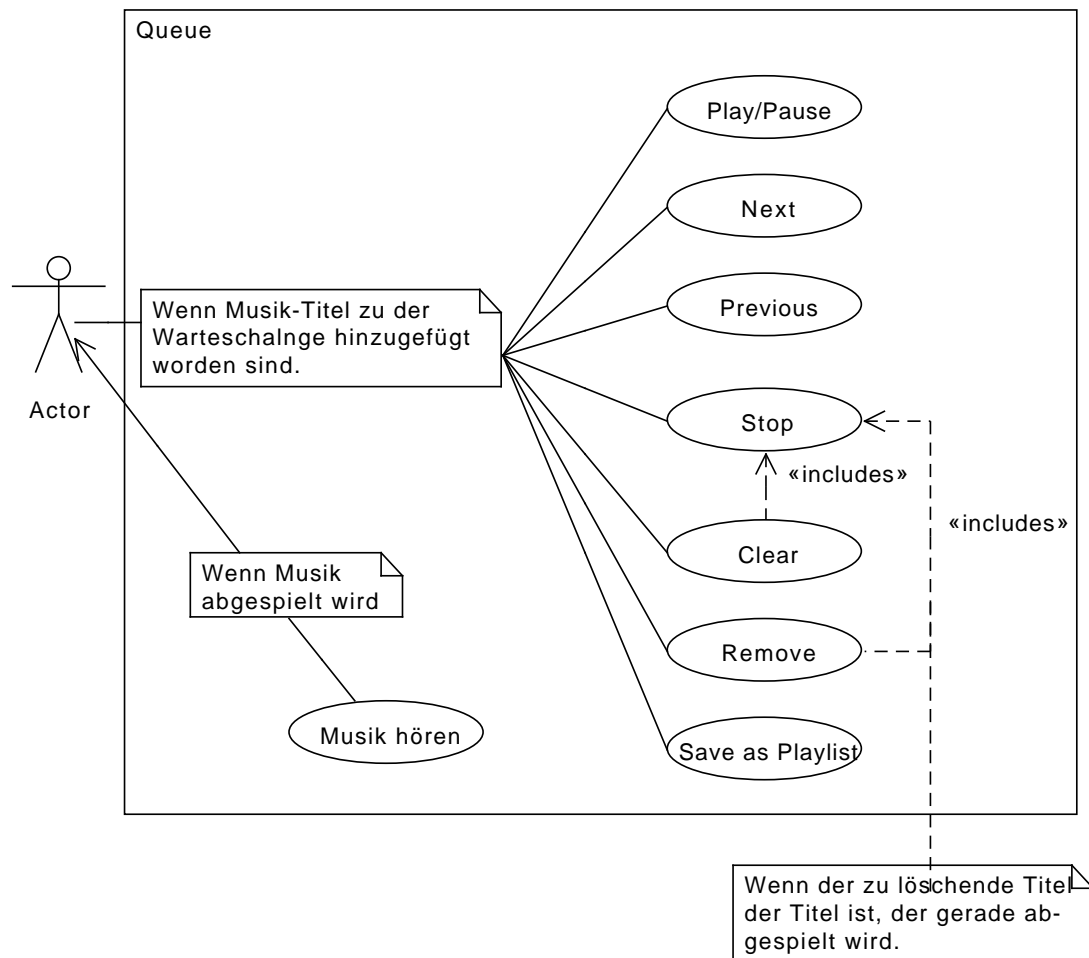 Queue
Play/Pause
Next
Previous
Wenn Musik-Titel zu der
Warteschalnge hinzugefügt
worden sind.
Actor
Stop
«includes»
«includes»
Clear
Wenn Musik
abgespielt wird
Remove
Musik hören
Save as Playlist
Wenn der zu löschende Titel
der Titel ist, der gerade ab-
gespielt wird.